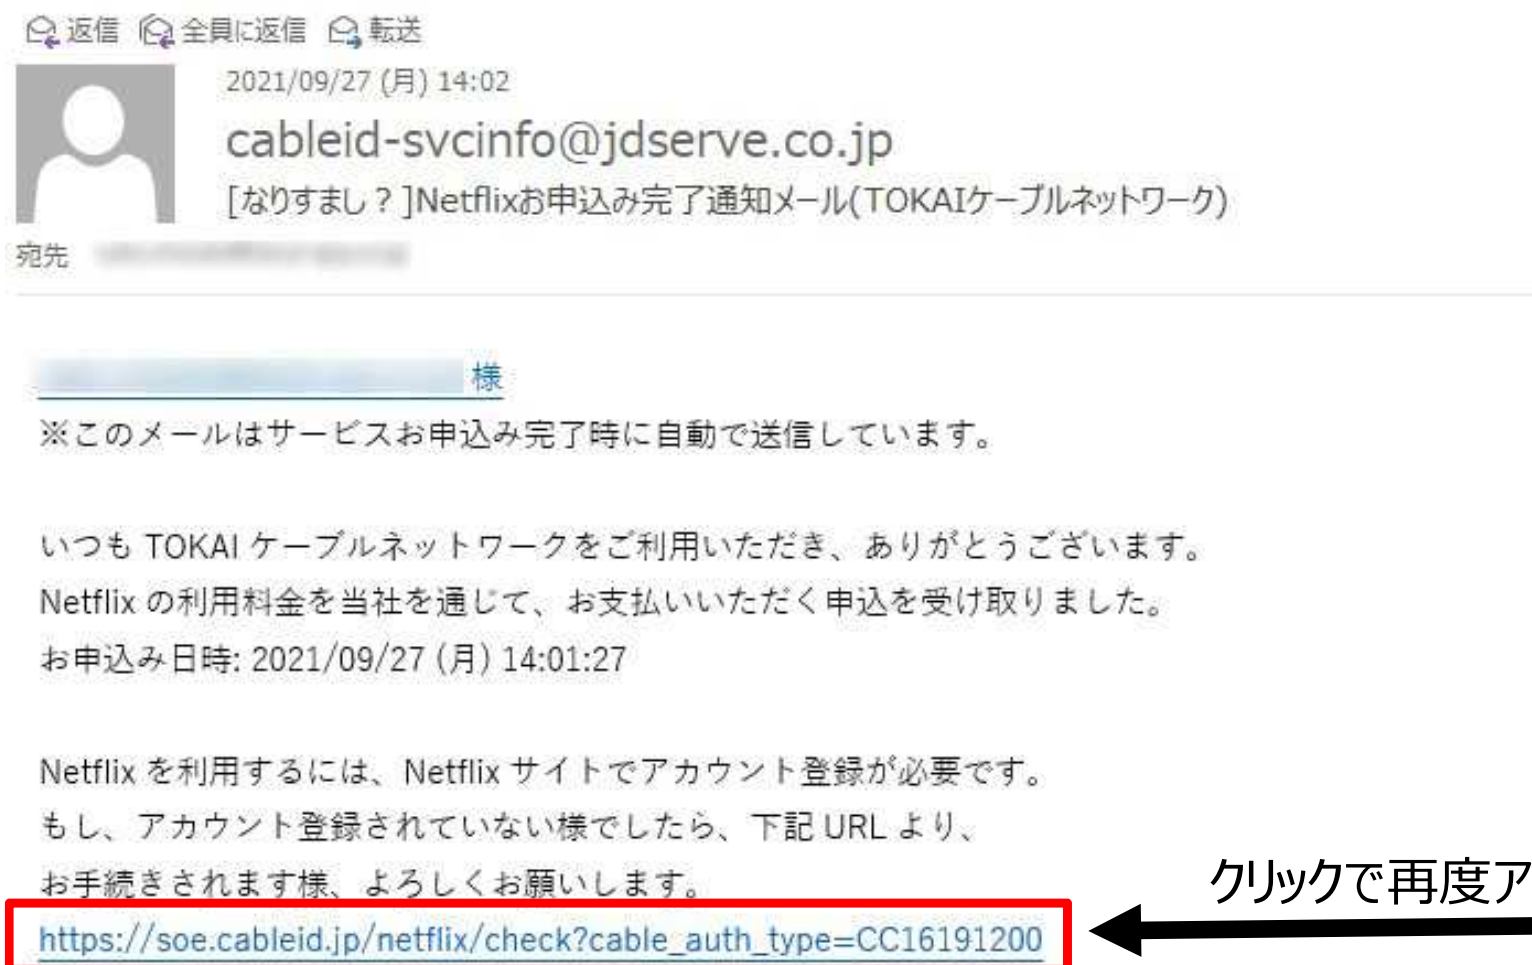 返信 全員に返信 転送
2021/09/27 (月) 14:02
cableid-svcinfo@jdserve.co.jp
[なりすまし？]Netflixお申込み完了通知メール(TOKAIケーブルネットワーク)
宛先
様
※このメールはサービスお申込み完了時に自動で送信しています。
いつも TOKAI ケーブルネットワークをご利用いただき、ありがとうございます。
Netflix の利用料金を当社を通じて、お支払いいただく申込を受け取りました。
お申込み日時: 2021/09/27 (月) 14:01:27
Netflix を利用するには、Netflix サイトでアカウント登録が必要です。
もし、アカウント登録されていない様でしたら、下記 URL より、
お手続きされます様、よろしくお願いします。
クリックで再度ア
https://soe.cableid.jp/netflix/check?cable_auth_type=CC16191200